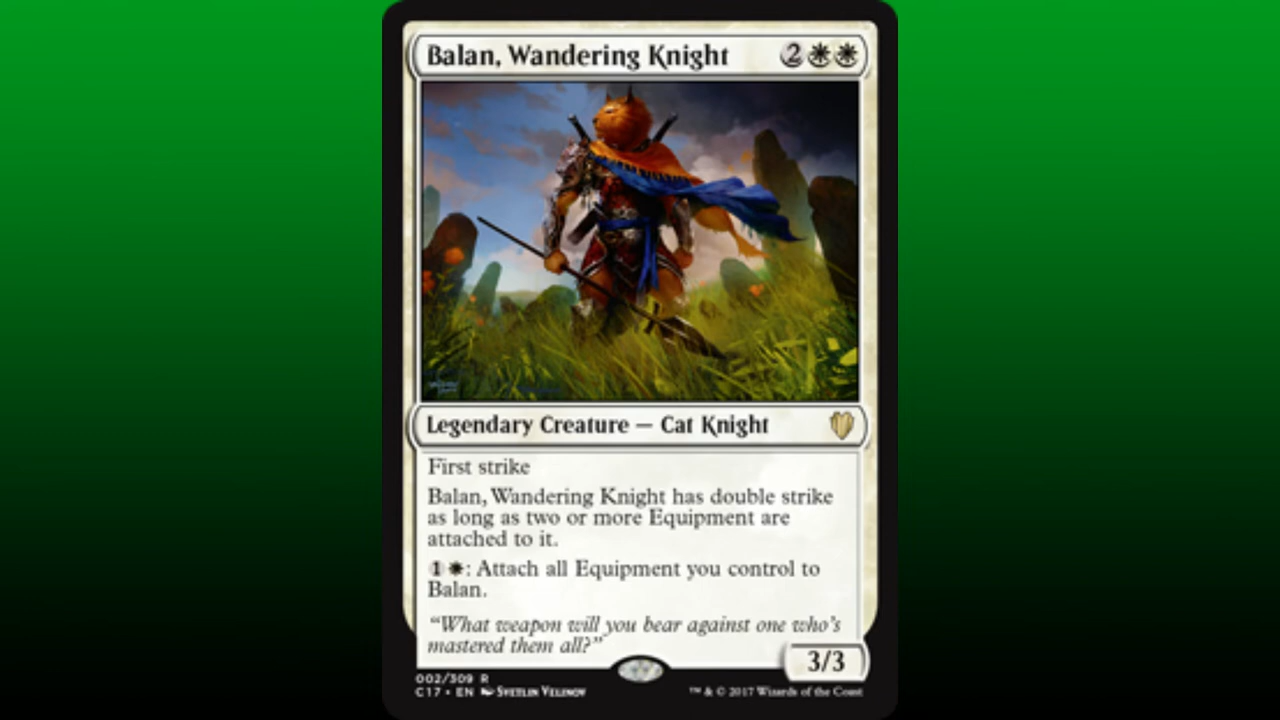 Balan, Wandering Knight 2
Legendary Creature — Cat Knight
First strike
Balan, Wandering Knight has double strike
as long as two or more Equipment are
attached to it.
1 : Attach all Equipment you control to
Balan.
“What weapon will you bear against one who’s
mastered them all?”
3/3
002/309 R
C17 • EN SVETLIN VELINOV
™ & © 2017 Wizards of the Coast